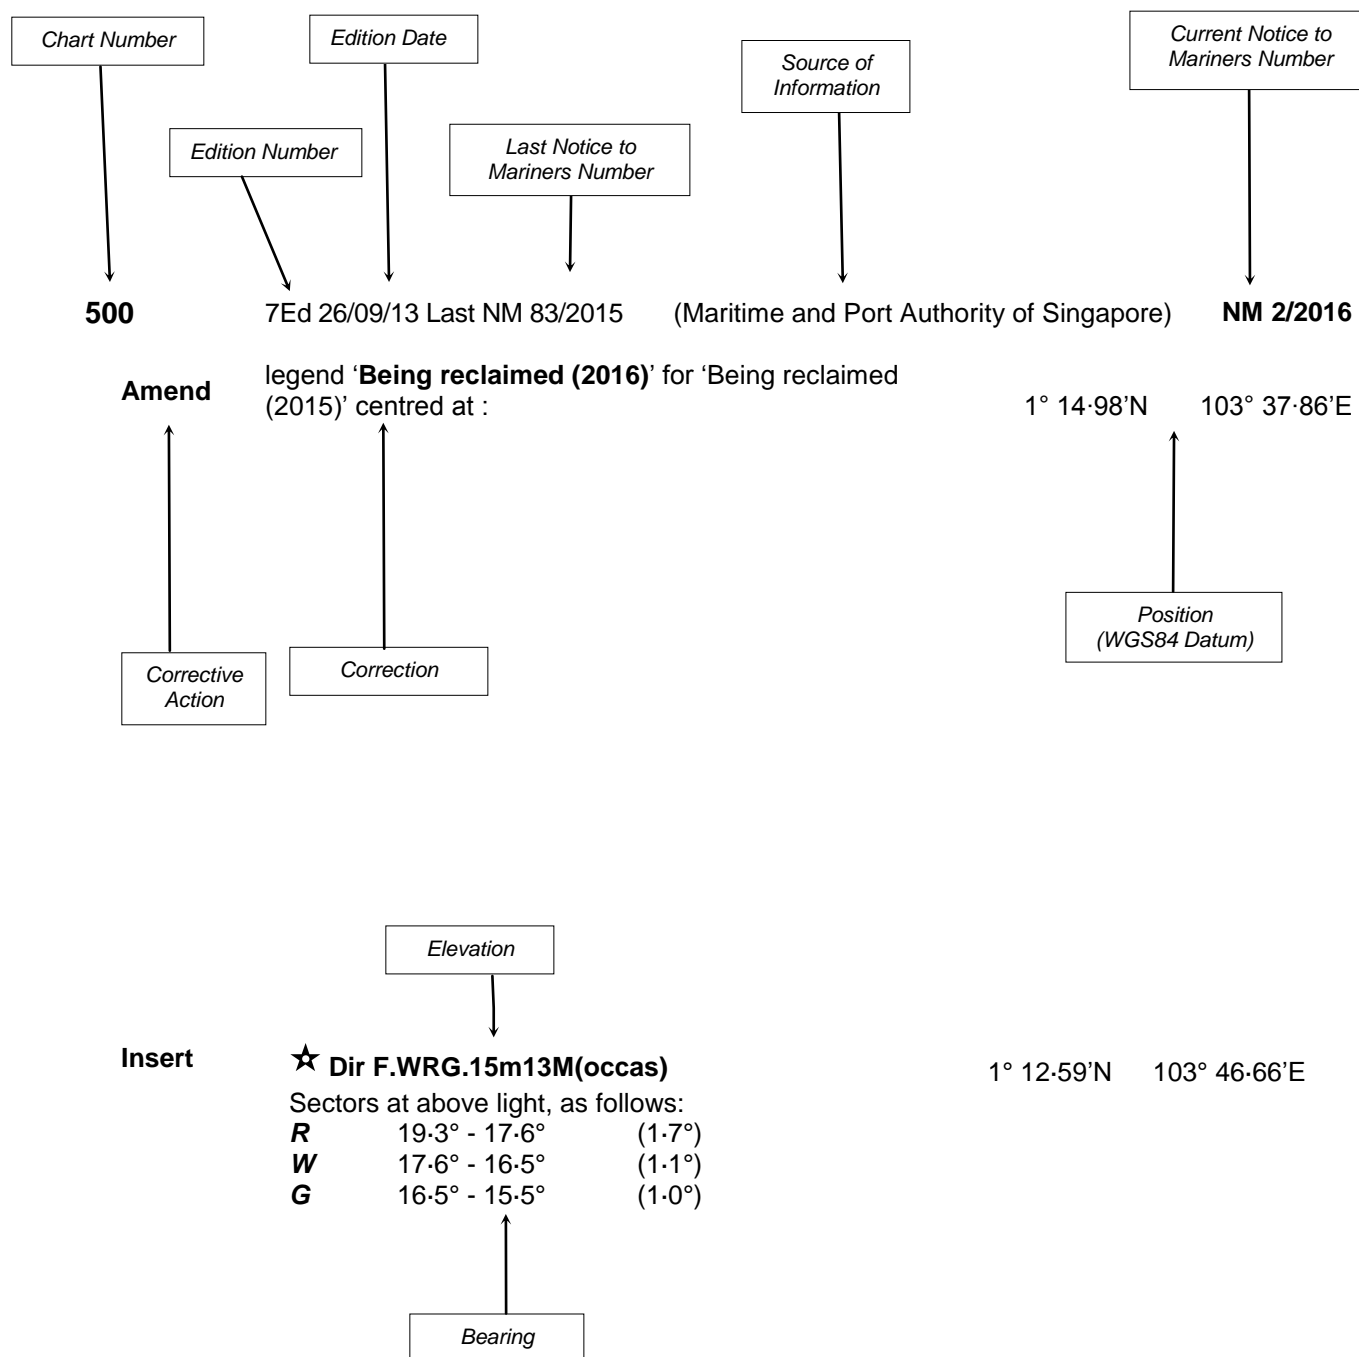 Chart Number
Edition Date
Source of
Information
Current Notice to
Mariners Number
Edition Number
Last Notice to
Mariners Number
500 7Ed 26/09/13 Last NM 83/2015 (Maritime and Port Authority of Singapore) NM 2/2016
Amend legend ‘Being reclaimed (2016)’ for ‘Being reclaimed
(2015)’ centred at : 1° 14·98’N 103° 37·86’E
Position
(WGS84 Datum)
Corrective
Action
Correction
Elevation
Insert Dir F.WRG.15m13M(occas) 1° 12·59’N 103° 46·66’E
Sectors at above light, as follows:
R 19·3° - 17·6° (1·7°)
W 17·6° - 16·5° (1·1°)
G 16·5° - 15·5° (1·0°)
Bearing